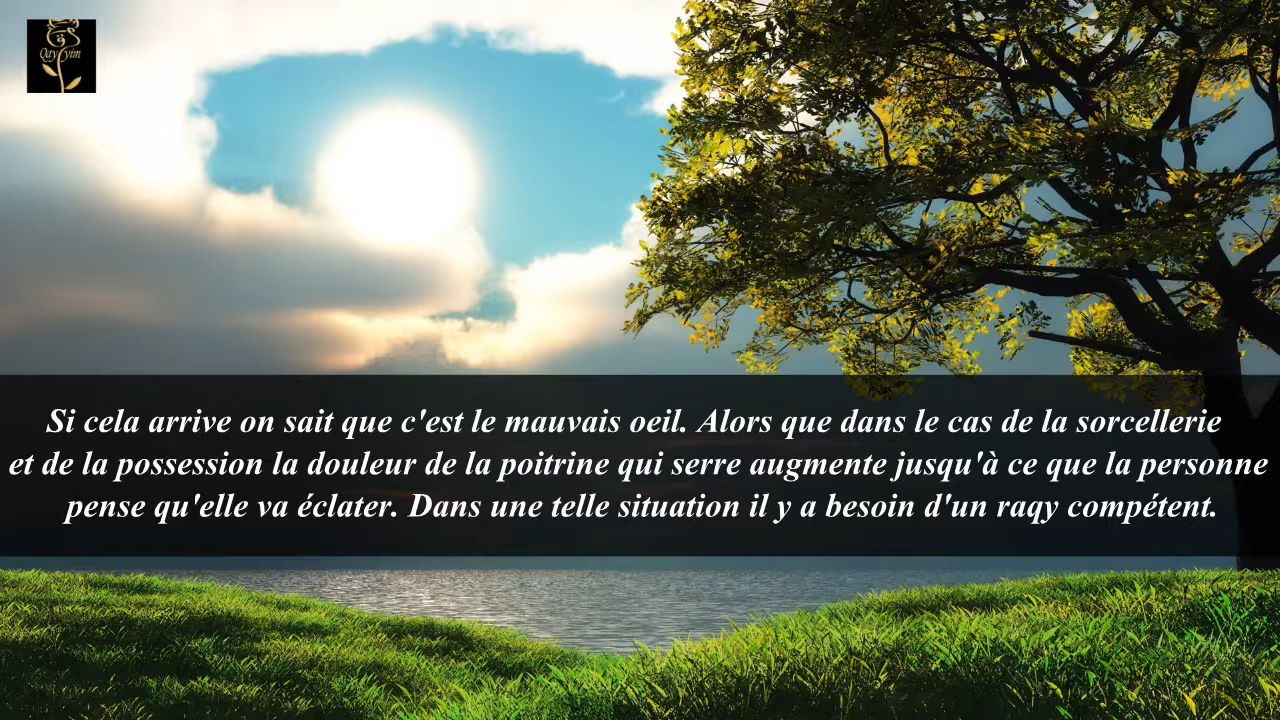 Qayyim
Si cela arrive on sait que c'est le mauvais oeil. Alors que dans le cas de la sorcellerie
et de la possession la douleur de la poitrine qui serre augmente jusqu'à ce que la personne
pense qu'elle va éclater. Dans une telle situation il y a besoin d'un raqy compétent.